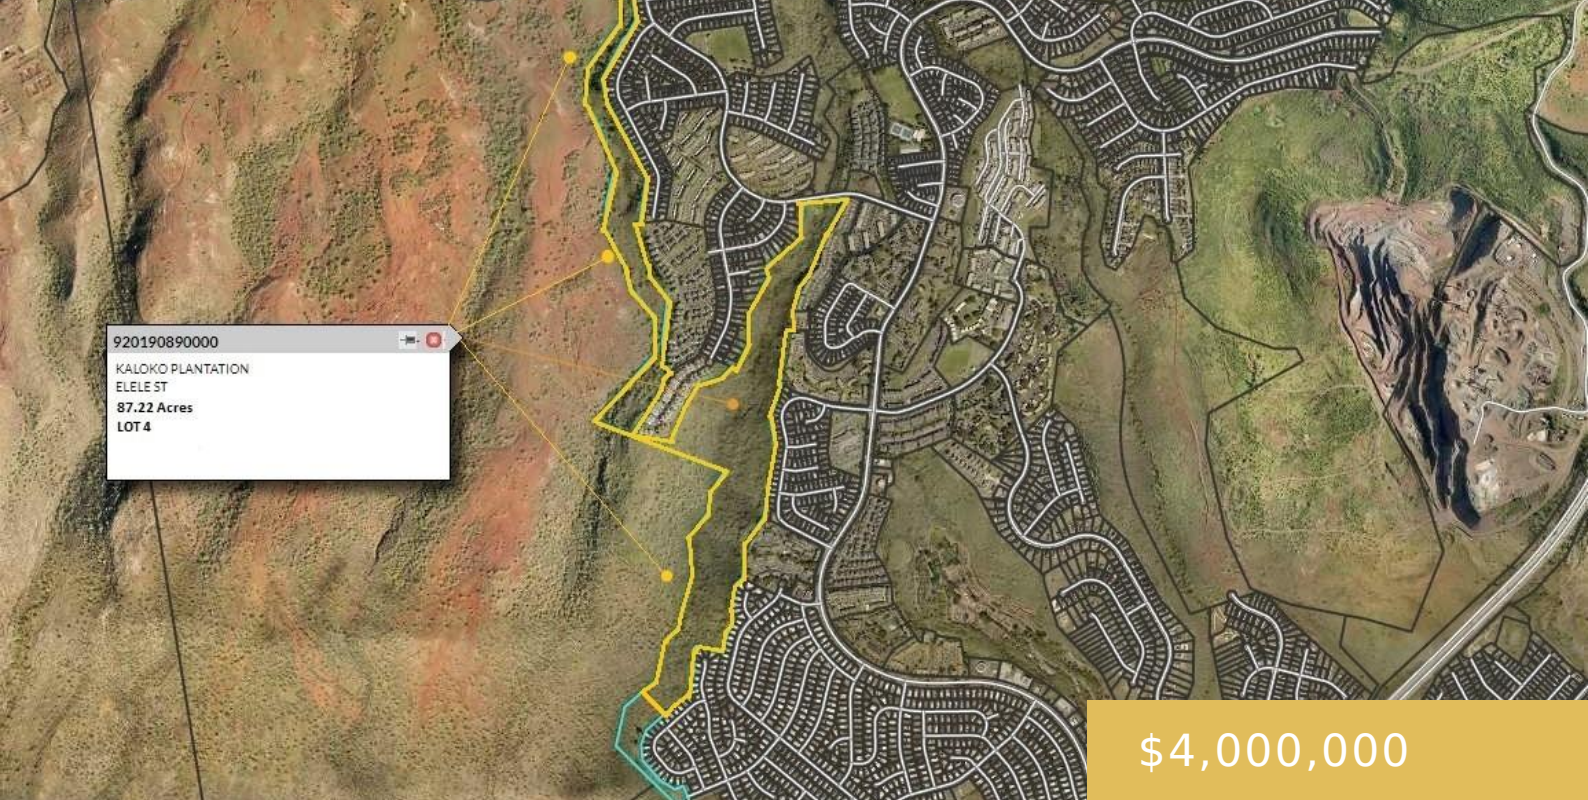 920190890000
KALOKO PLANTATION
ELELE ST
87.22 Acres
LOT 4
$4,000,000